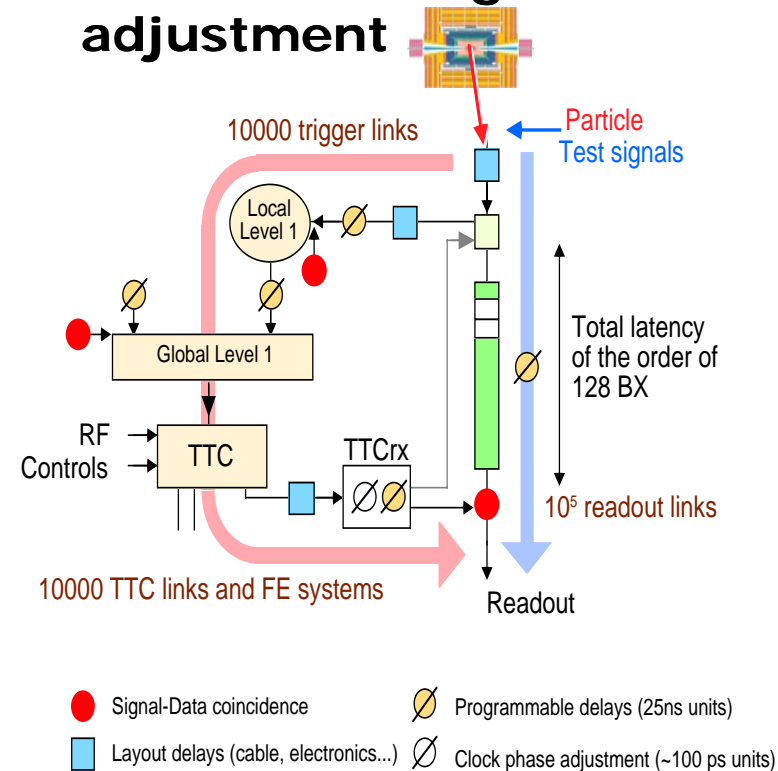 adjustment
Particle
Test signals
10000 trigger links
Local
Level 1
Global Level 1
Total latency
of the order of
128 BX
RF
Controls
TTC
TTCrx
10⁵ readout links
10000 TTC links and FE systems
Readout
Signal-Data coincidence
Programmable delays (25ns units)
Layout delays (cable, electronics...)
Clock phase adjustment (~100 ps units)